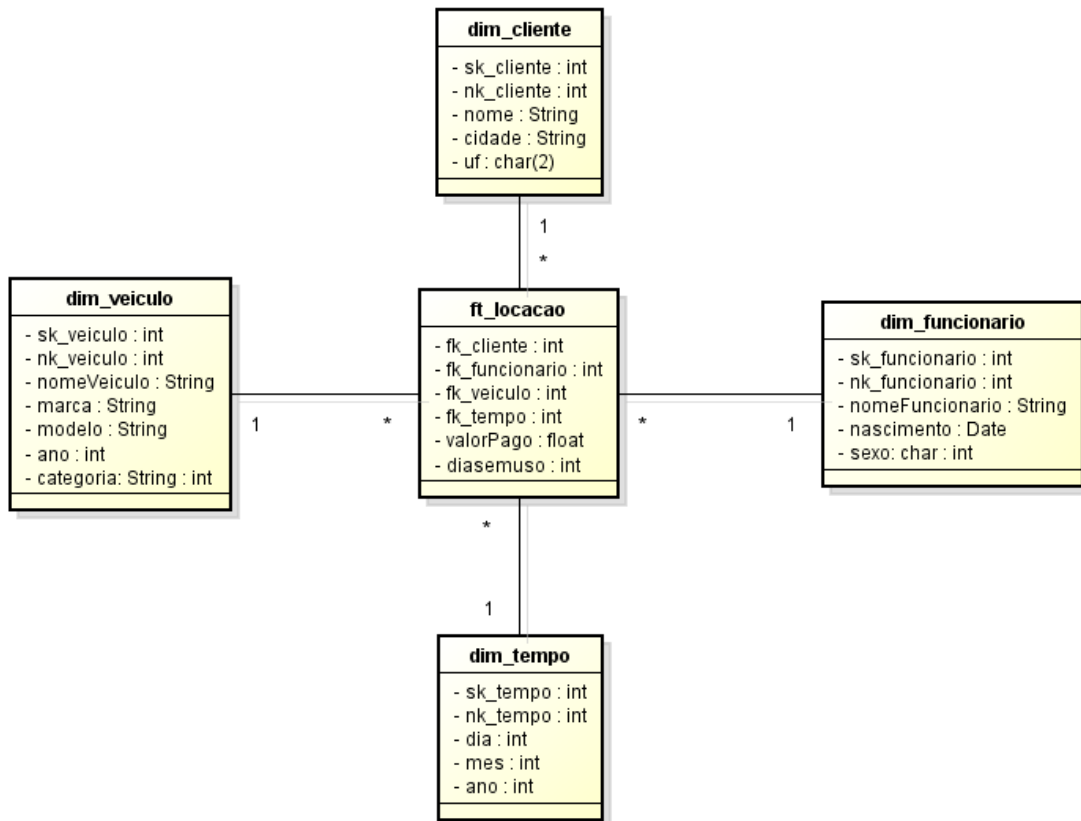 dim_cliente
- sk_cliente : int
- nk_cliente : int
- nome : String
- cidade : String
- uf : char(2)
1
*
dim_veiculo
- sk_veiculo : int
- nk_veiculo : int
- nomeVeiculo : String
- marca : String
- modelo : String
- ano : int
- categoria: String : int
1
*
ft_locacao
- fk_cliente : int
- fk_funcionario : int
- fk_veiculo : int
- fk_tempo : int
- valorPago : float
- diasemuso : int
*
1
dim_funcionario
- sk_funcionario : int
- nk_funcionario : int
- nomeFuncionario : String
- nascimento : Date
- sexo: char : int
*
1
dim_tempo
- sk_tempo : int
- nk_tempo : int
- dia : int
- mes : int
- ano : int